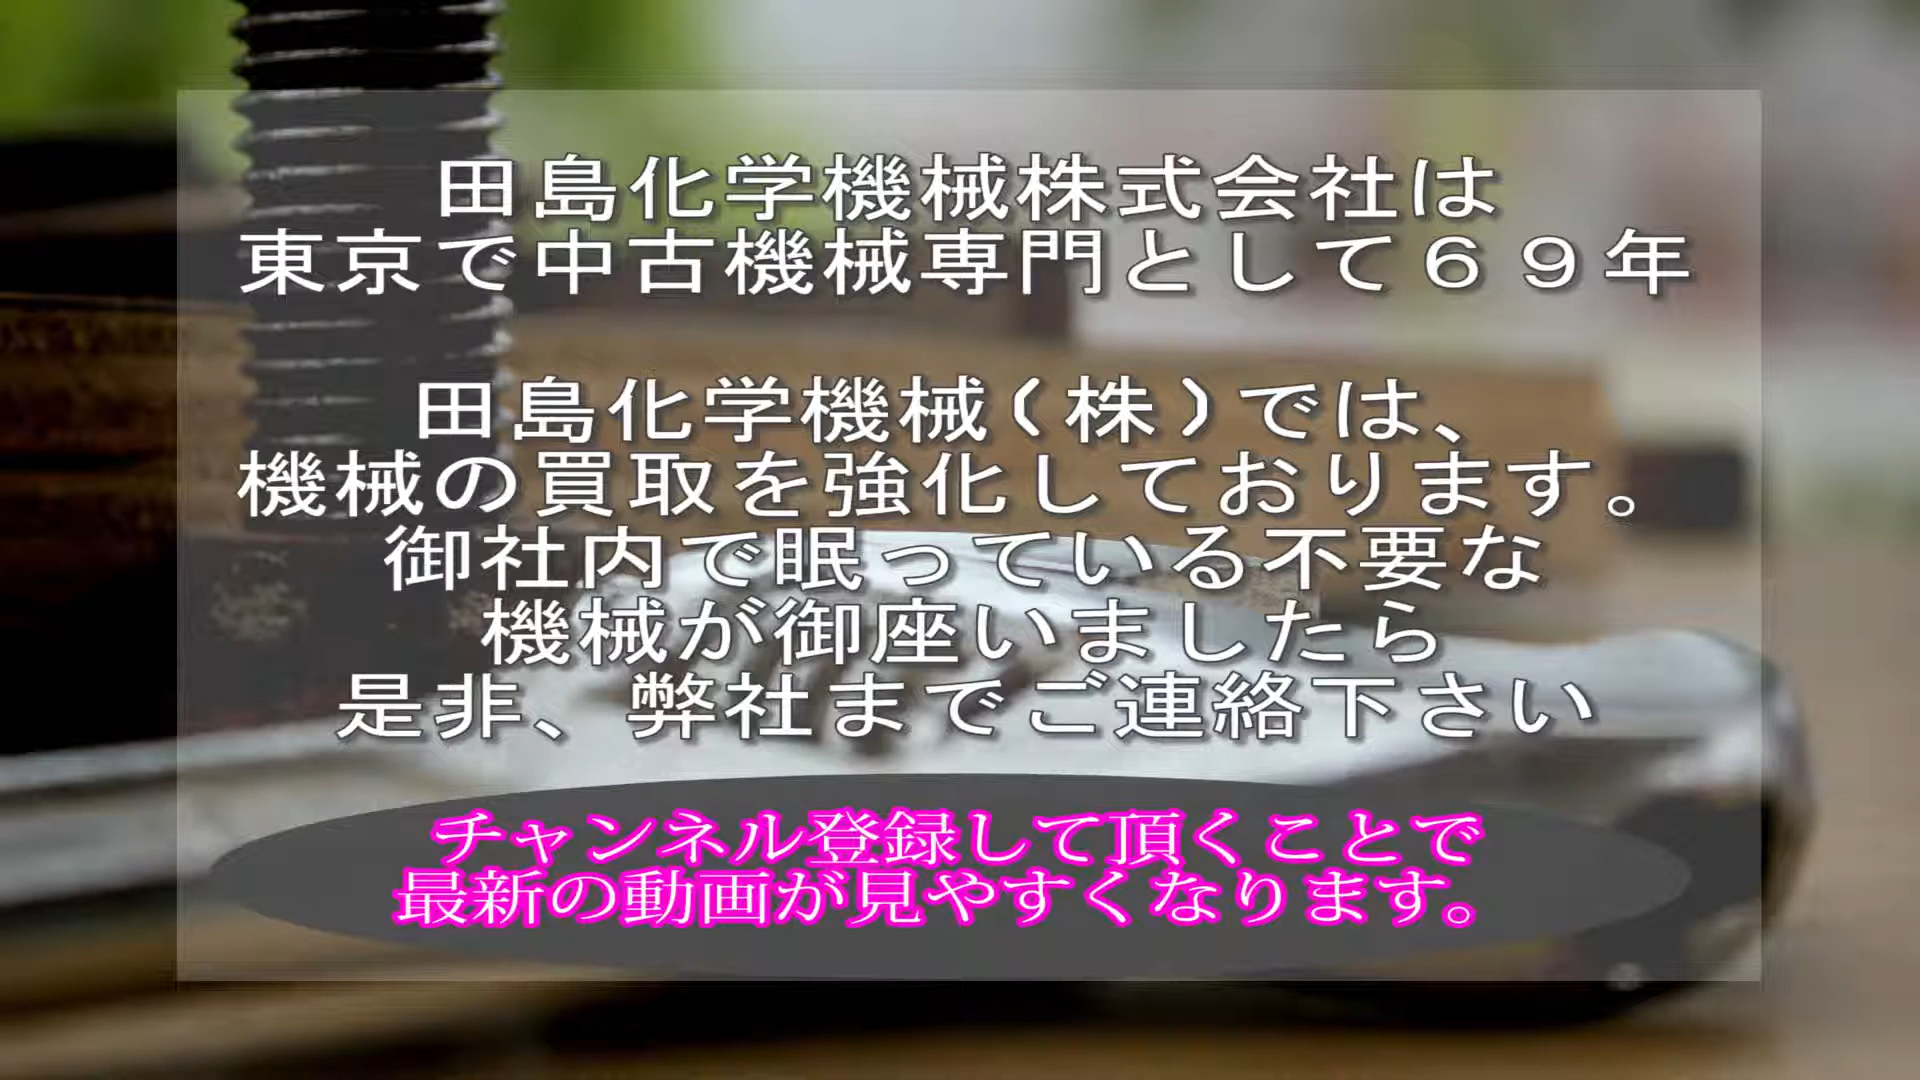 田島化学機械株式会社は
東京で中古機械専門として６９年
田島化学機械(株)では、
機械の買取を強化しております。
御社内で眠っている不要な
機械が御座いましたら
是非、弊社までご連絡下さい
チャンネル登録して頂くことで
最新の動画が見やすくなります。